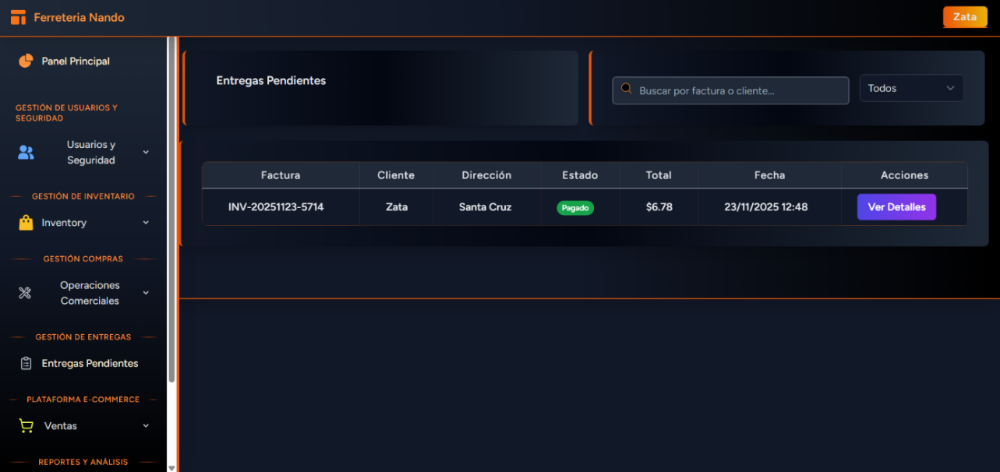 Ferreteria Nando
Zata
Panel Principal
GESTIÓN DE USUARIOS Y
SEGURIDAD
Usuarios y
Seguridad
GESTIÓN DE INVENTARIO
Inventory
GESTIÓN COMPRAS
Operaciones
Comerciales
GESTIÓN DE ENTREGAS
Entregas Pendientes
PLATAFORMA E-COMMERCE
Ventas
REPORTES Y ANÁLISIS
Entregas Pendientes
Buscar por factura o cliente...
Todos
Factura Cliente Dirección Estado Total Fecha Acciones
INV-20251123-5714 Zata Santa Cruz Pagado $6.78 23/11/2025 12:48 Ver Detalles